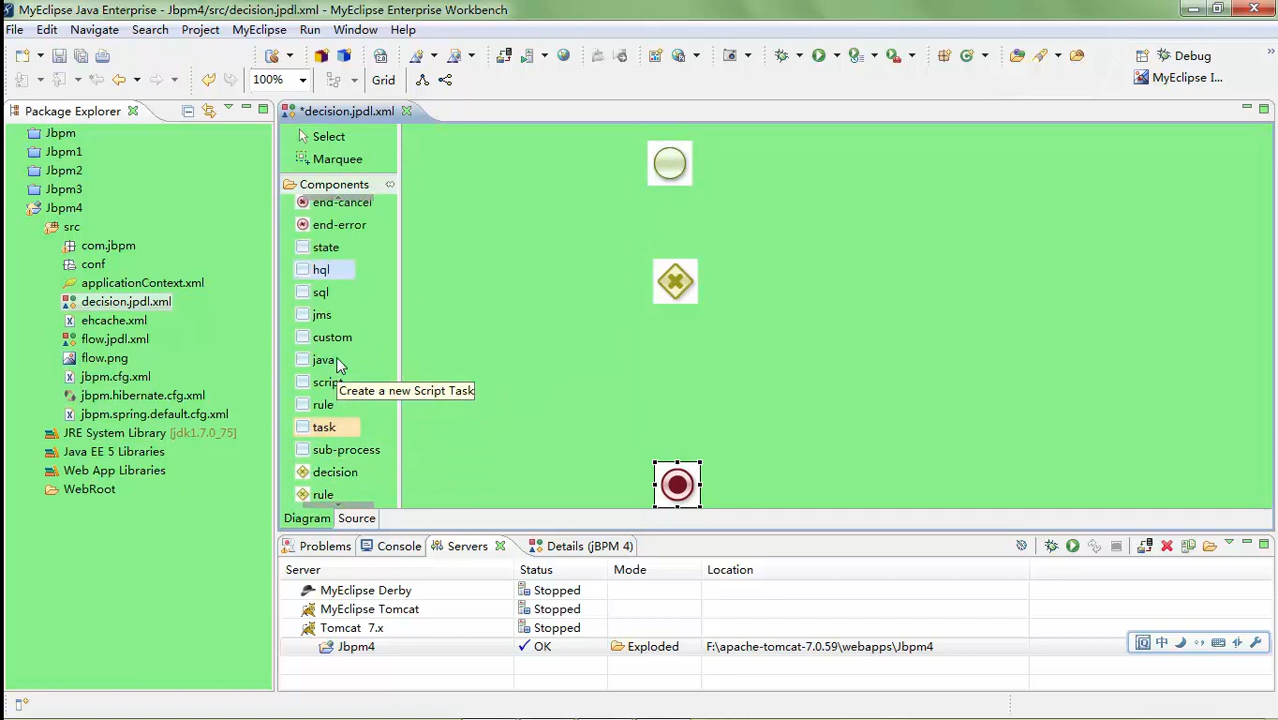 MyEclipse Java Enterprise - Jbpm4/src/decision.jpdl.xml - MyEclipse Enterprise Workbench
File Edit Navigate Search Project MyEclipse Run Window Help
Debug
100% Grid
MyEclipse I...
Package Explorer
Jbpm
Jbpm1
Jbpm2
Jbpm3
Jbpm4
src
com.jbpm
conf
applicationContext.xml
decision.jpdl.xml
ehcache.xml
flow.jpdl.xml
flow.png
jbpm.cfg.xml
jbpm.hibernate.cfg.xml
jbpm.spring.default.cfg.xml
JRE System Library [jdk1.7.0_75]
Java EE 5 Libraries
Web App Libraries
WebRoot
*decision.jpdl.xml
Select
Marquee
Components
end-cancel
end-error
state
hql
sql
jms
custom
java
script
Create a new Script Task
rule
task
sub-process
decision
rule
Diagram Source
Problems Console Servers Details (jBPM 4)
Server Status Mode Location
MyEclipse Derby Stopped
MyEclipse Tomcat Stopped
Tomcat 7.x Stopped
Jbpm4 OK Exploded F:\apache-tomcat-7.0.59\webapps\Jbpm4
中